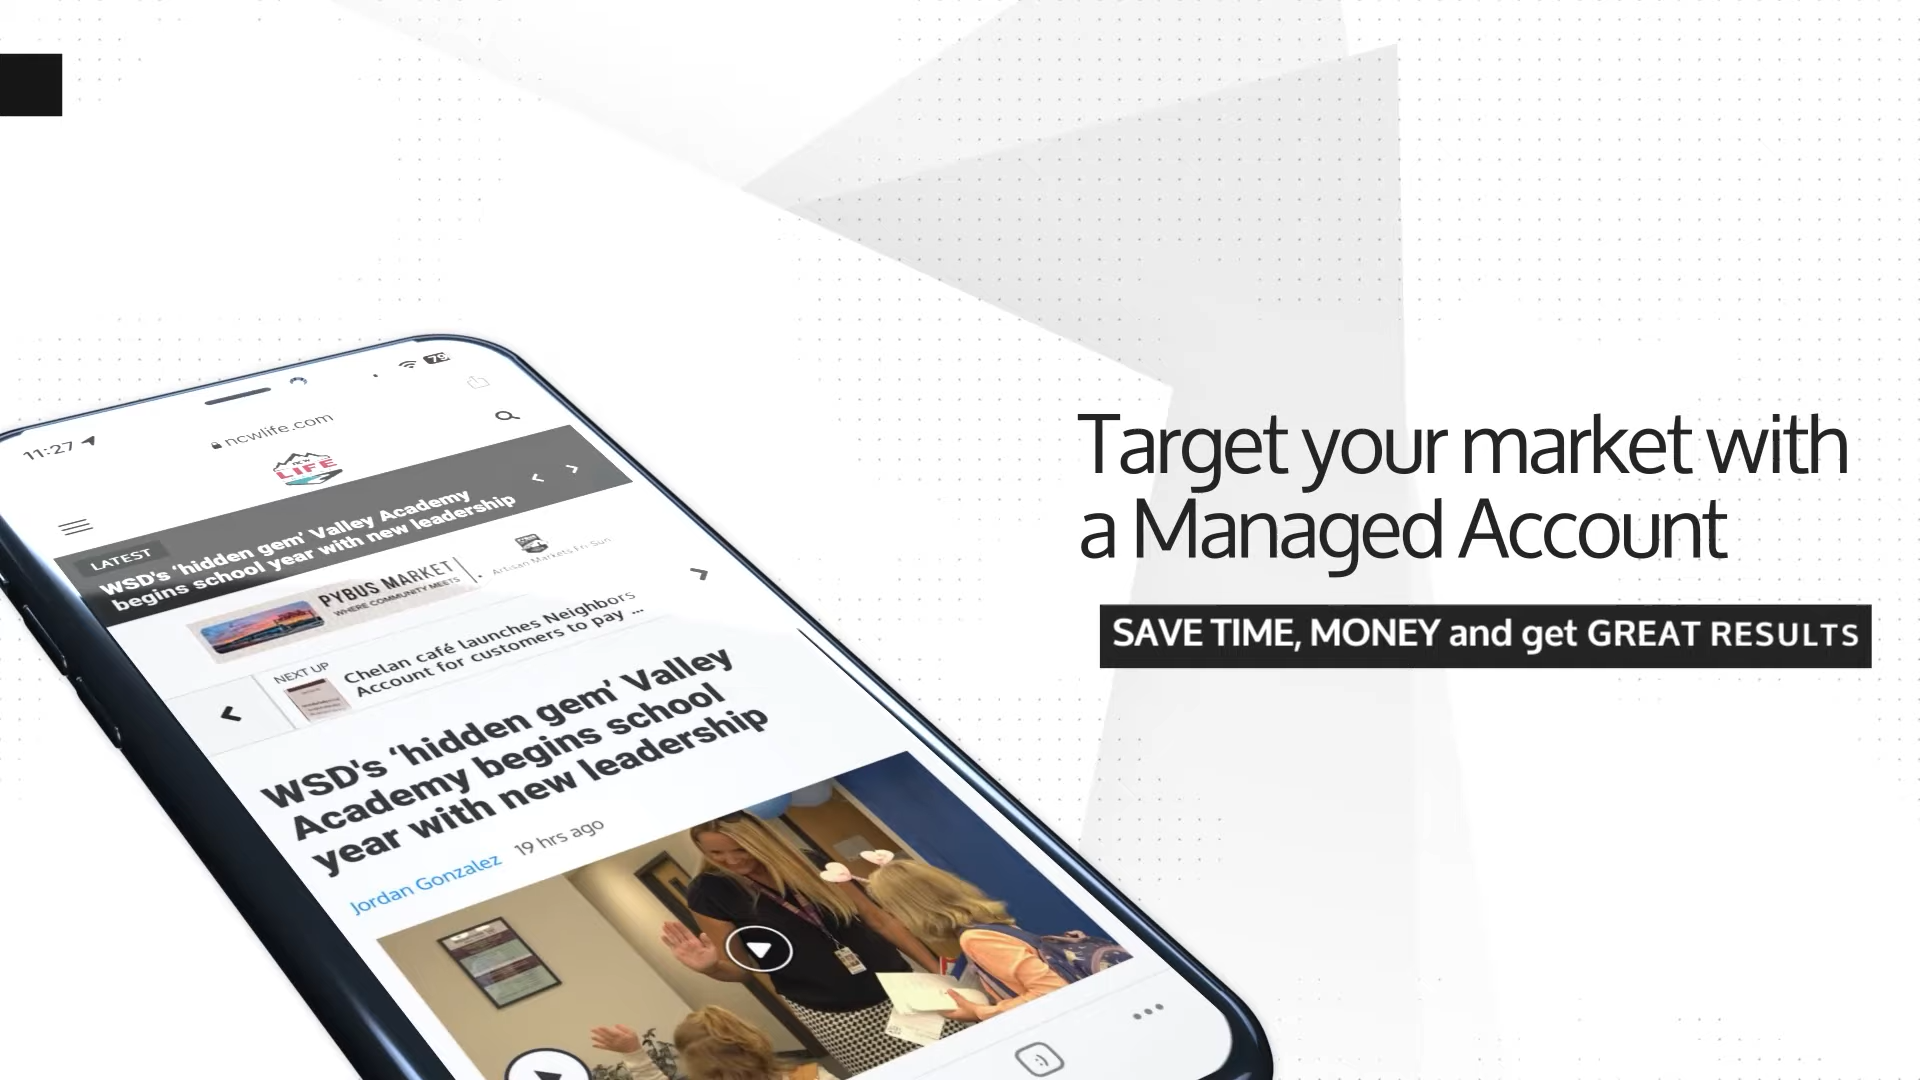 11:27
79
ncwlife.com
NCW
LIFE
LATEST
WSD's 'hidden gem' Valley Academy
begins school year with new leadership
PYBUS MARKET
WHERE COMMUNITY MEETS
Artisan Markets Fri-Sun
NEXT UP
Chelan café launches Neighbors
Account for customers to pay ...
WSD's ‘hidden gem’ Valley
Academy begins school
year with new leadership
Jordan Gonzalez 19 hrs ago
Target your market with
a Managed Account
SAVE TIME, MONEY and get GREAT RESULTS